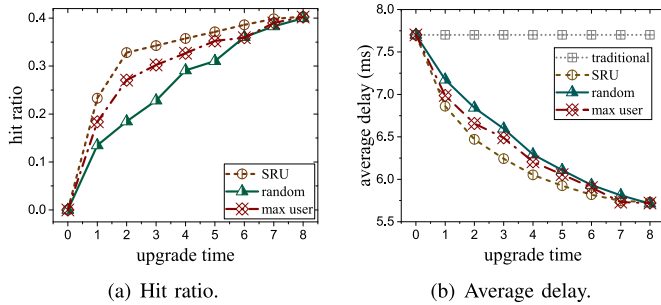 0.4
0.3
0.2
0.1
0.0
hit ratio
SRU
random
max user
0 1 2 3 4 5 6 7 8
upgrade time
(a) Hit ratio.
8.0
7.5
7.0
6.5
6.0
5.5
average delay (ms)
traditional
SRU
random
max user
0 1 2 3 4 5 6 7 8
upgrade time
(b) Average delay.